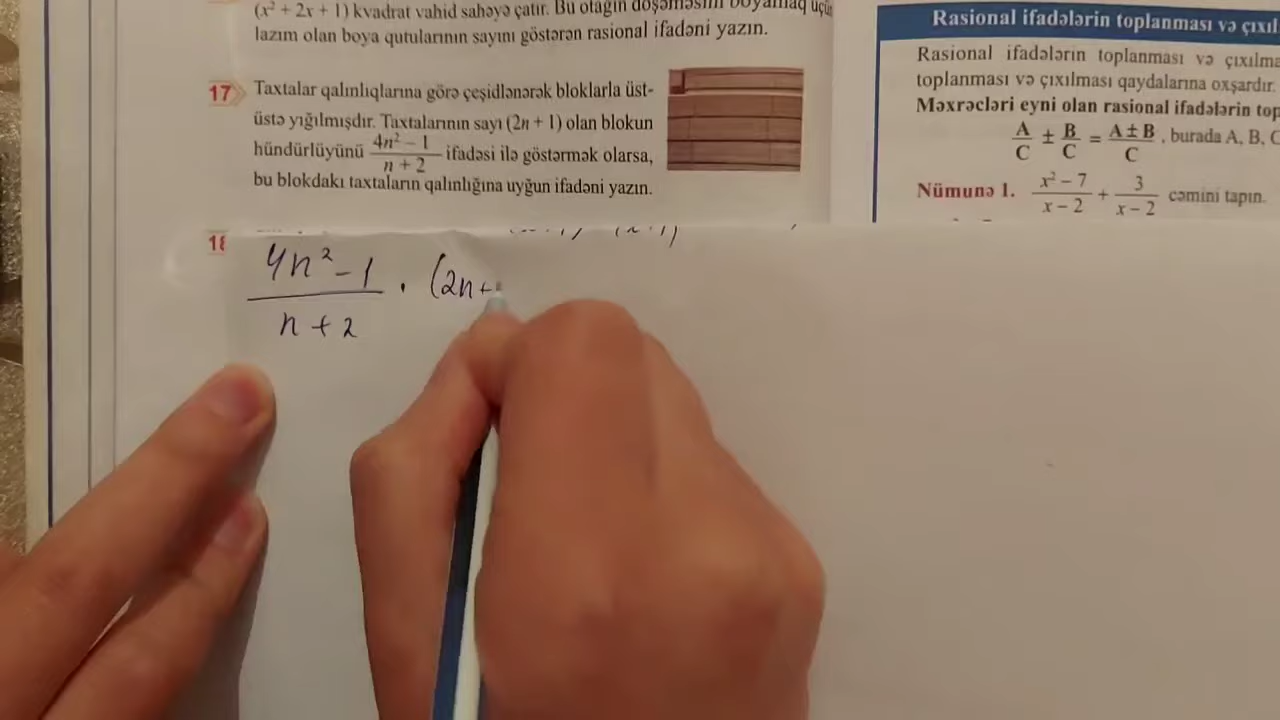 (x² + 2x + 1) kvadrat vahid sahəyə çatır. Bu otağın döşəməsini boyamaq üçün
lazım olan boya qutularının sayını göstərən rasional ifadəni yazın.
17 Taxtalar qalınlıqlarına görə çeşidlənərək bloklarla üst-
üstə yığılmışdır. Taxtalarının sayı (2n + 1) olan blokun
hündürlüyünü (4n² − 1)/(n + 2) ifadəsi ilə göstərmək olarsa,
bu blokdakı taxtaların qalınlığına uyğun ifadəni yazın.
18
(4n² − 1)/(n + 2) · (2n +
Rasional ifadələrin toplanması və çıxıl
Rasional ifadələrin toplanması və çıxılma
toplanması və çıxılması qaydalarına oxşardır.
Məxrəcləri eyni olan rasional ifadələrin top
A/C ± B/C = (A ± B)/C , burada A, B, C
Nümunə 1. (x² − 7)/(x − 2) + 3/(x − 2) cəmini tapın.